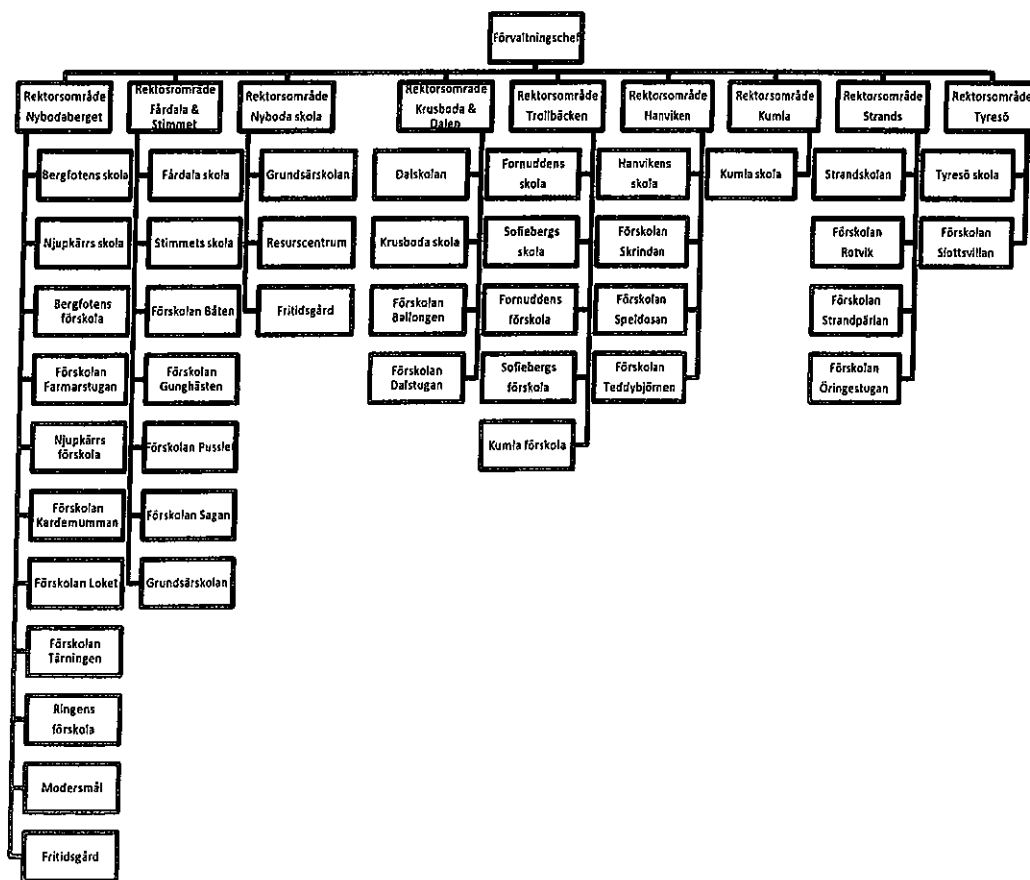 Förvaltningschef
Rektorsområde
Nybodaberget
Bergfotens skola
Njupkärrs skola
Bergfotens
förskola
Förskolan
Farmarstugan
Njupkärrs
förskola
Förskolan
Kardemumman
Förskolan Loket
Förskolan
Tärningen
Ringens
förskola
Modersmål
Fritidsgård
Rektosområde
Fårdala &
Stimmet
Fårdala skola
Stimmets skola
Förskolan Båten
Förskolan
Gunghästen
Förskolan Pusslet
Förskolan Sagan
Grundsärskolan
Rektorsområde
Nyboda skola
Grundsärskolan
Resurscentrum
Fritidsgård
Rektorsområde
Krusboda &
Dalen
Dalskolan
Krusboda skola
Förskolan
Ballongen
Förskolan
Dalstugan
Rektorsområde
Trollbäcken
Fornuddens
skola
Sofiebergs
skola
Fornuddens
förskola
Sofiebergs
förskola
Kumla förskola
Rektorsområde
Hanviken
Hanvikens
skola
Förskolan
Skrindan
Förskolan
Speldosan
Förskolan
Teddybjörnen
Rektorsområde
Kumla
Kumla skola
Rektorsområde
Strands
Strandskolan
Förskolan
Rotvik
Förskolan
Strandpärlan
Förskolan
Öringestugan
Rektorsområde
Tyresö
Tyresö skola
Förskolan
Slottsvillan